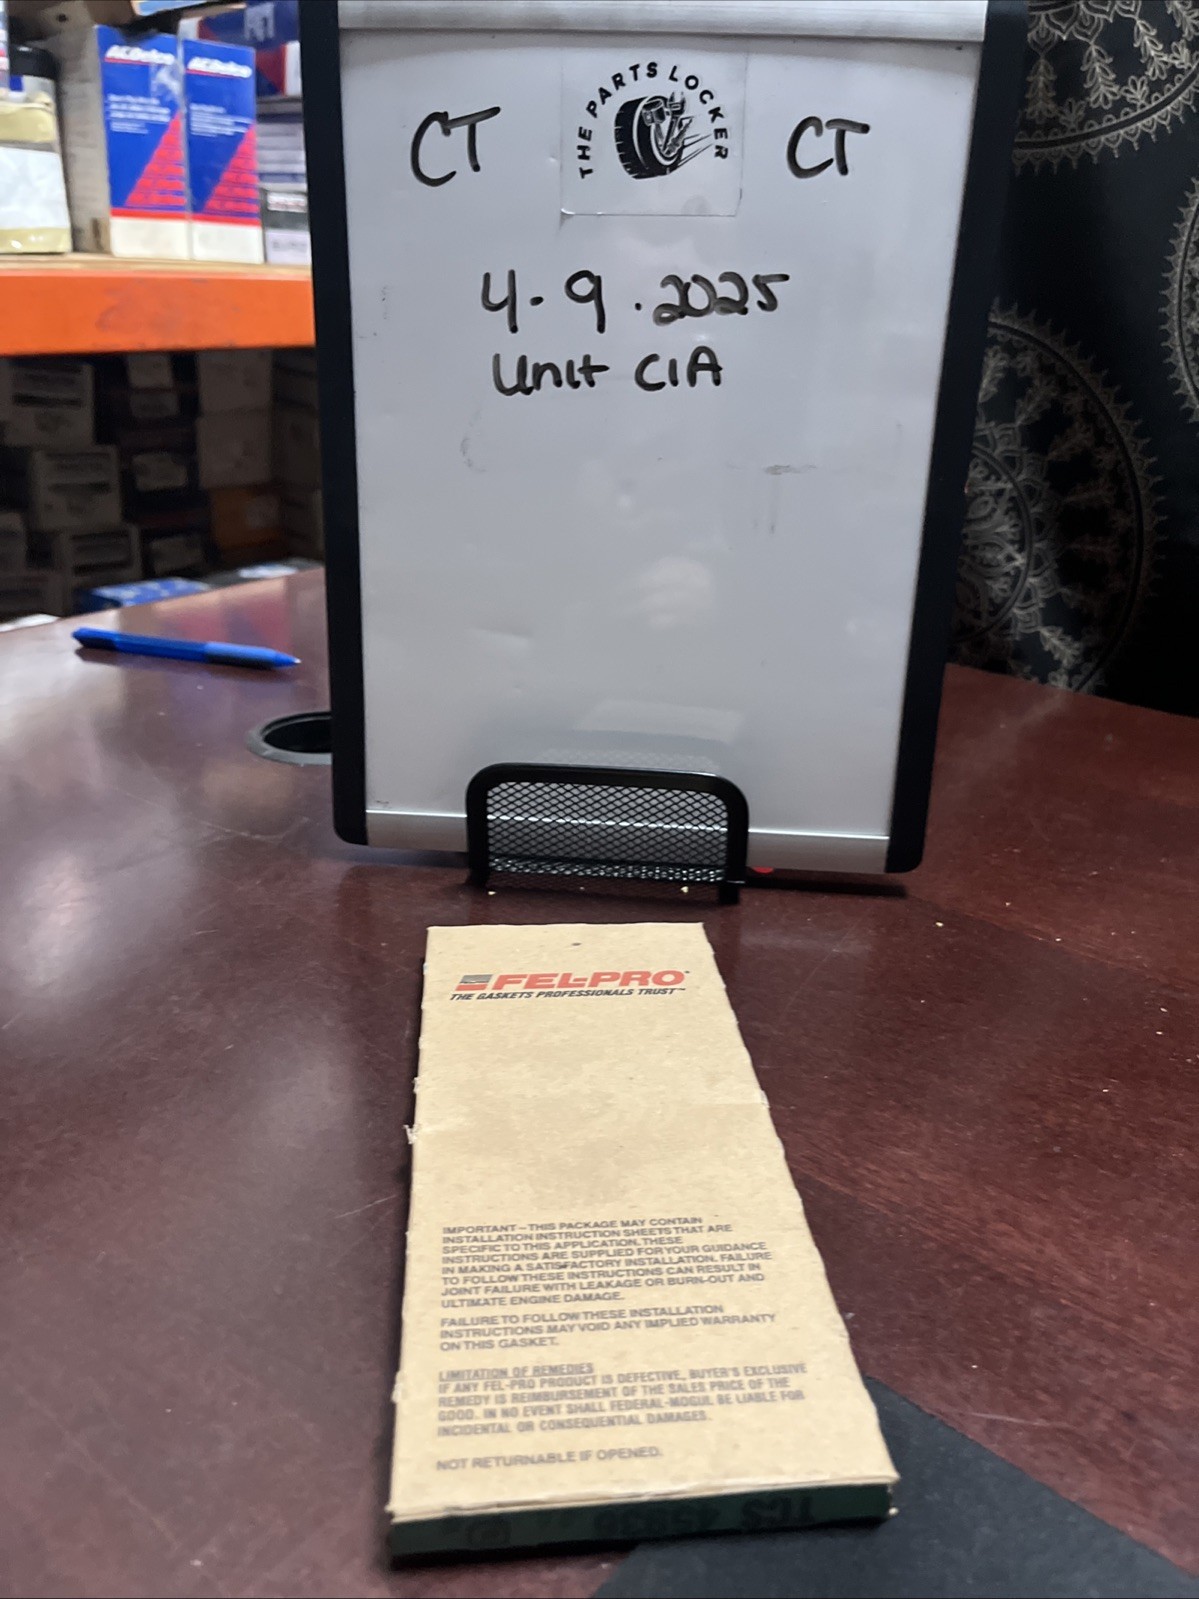 ACDelco
ACDelco
THE PARTS LOCKER
CT
CT
4-9.2025
Unit C1A
FEL-PRO
THE GASKETS PROFESSIONALS TRUST™
IMPORTANT – THIS PACKAGE MAY CONTAIN
INSTALLATION INSTRUCTION SHEETS THAT ARE
SPECIFIC TO THIS APPLICATION. THESE
INSTRUCTIONS ARE SUPPLIED FOR YOUR GUIDANCE
IN MAKING A SATISFACTORY INSTALLATION. FAILURE
TO FOLLOW THESE INSTRUCTIONS CAN RESULT IN
JOINT FAILURE WITH LEAKAGE OR BURN-OUT AND
ULTIMATE ENGINE DAMAGE.
FAILURE TO FOLLOW THESE INSTALLATION
INSTRUCTIONS MAY VOID ANY IMPLIED WARRANTY
ON THIS GASKET.
LIMITATION OF REMEDIES
IF ANY FEL-PRO PRODUCT IS DEFECTIVE, BUYER'S EXCLUSIVE
REMEDY IS REIMBURSEMENT OF THE SALES PRICE OF THE
GOOD. IN NO EVENT SHALL FEDERAL-MOGUL BE LIABLE FOR
INCIDENTAL OR CONSEQUENTIAL DAMAGES.
NOT RETURNABLE IF OPENED.
TCS